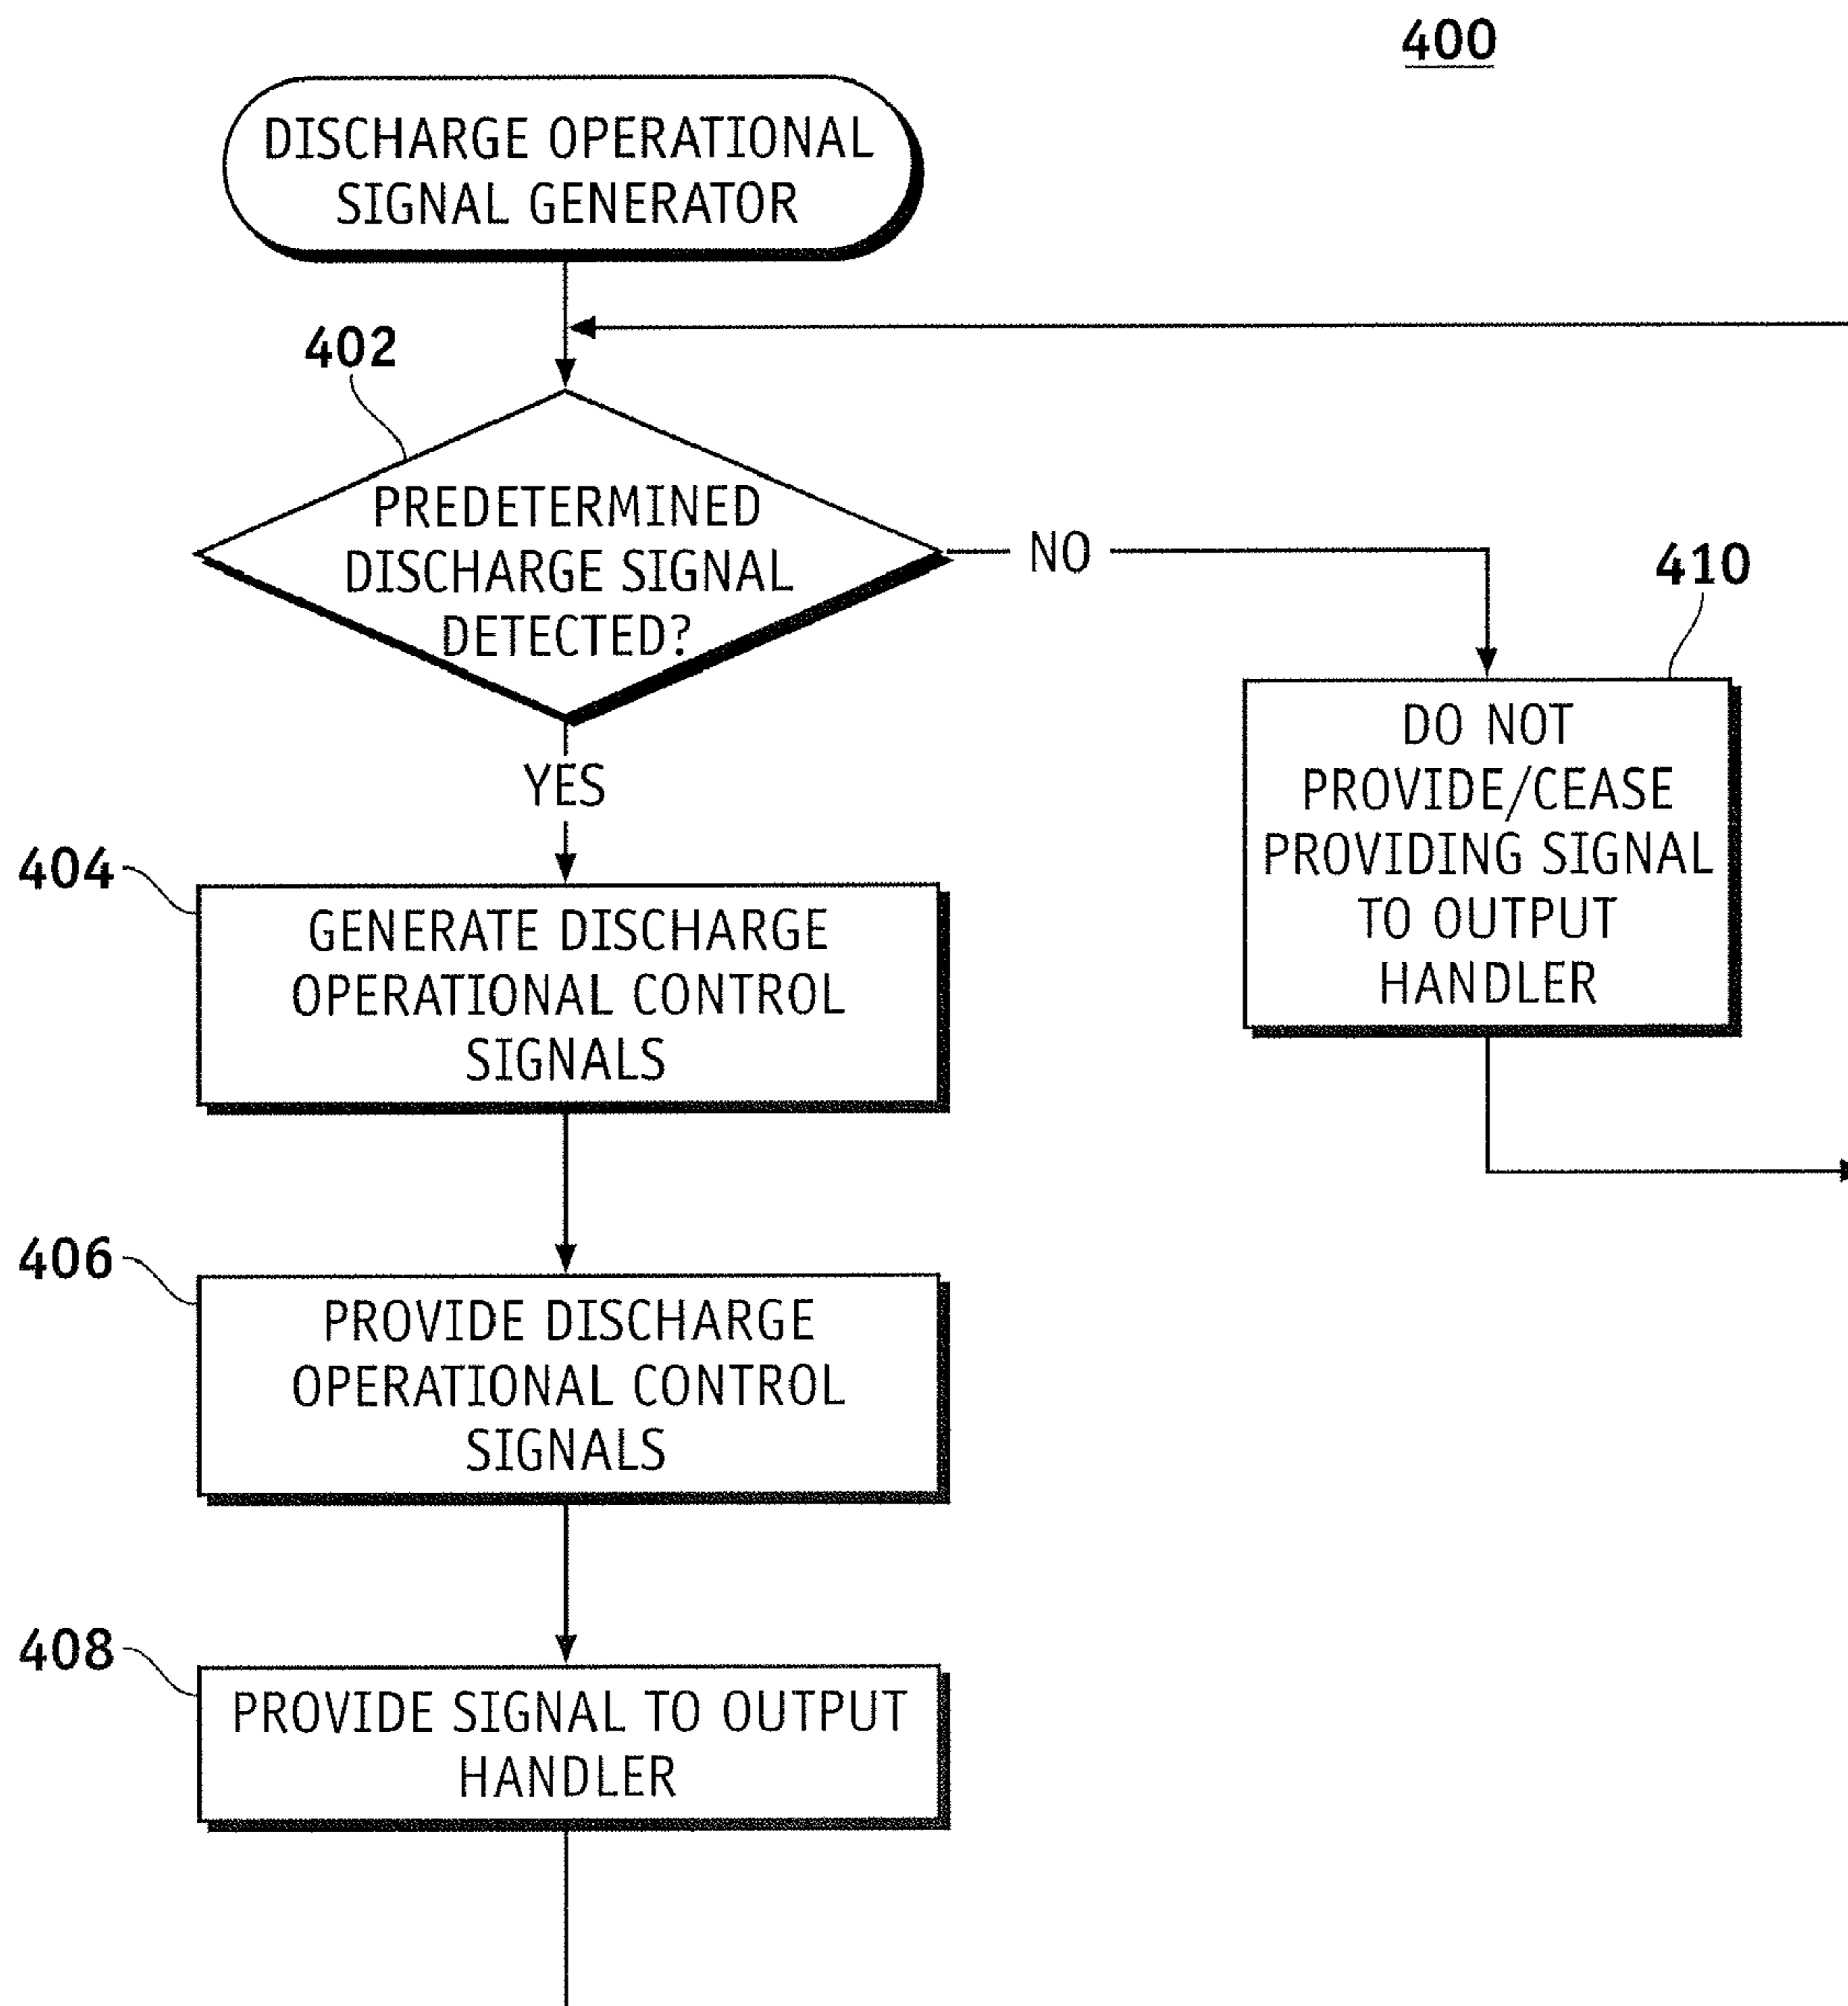 400
DISCHARGE OPERATIONAL
SIGNAL GENERATOR
402
PREDETERMINED
DISCHARGE SIGNAL
DETECTED?
NO
410
DO NOT
PROVIDE/CEASE
PROVIDING SIGNAL
TO OUTPUT
HANDLER
YES
404
GENERATE DISCHARGE
OPERATIONAL CONTROL
SIGNALS
406
PROVIDE DISCHARGE
OPERATIONAL CONTROL
SIGNALS
408
PROVIDE SIGNAL TO OUTPUT
HANDLER